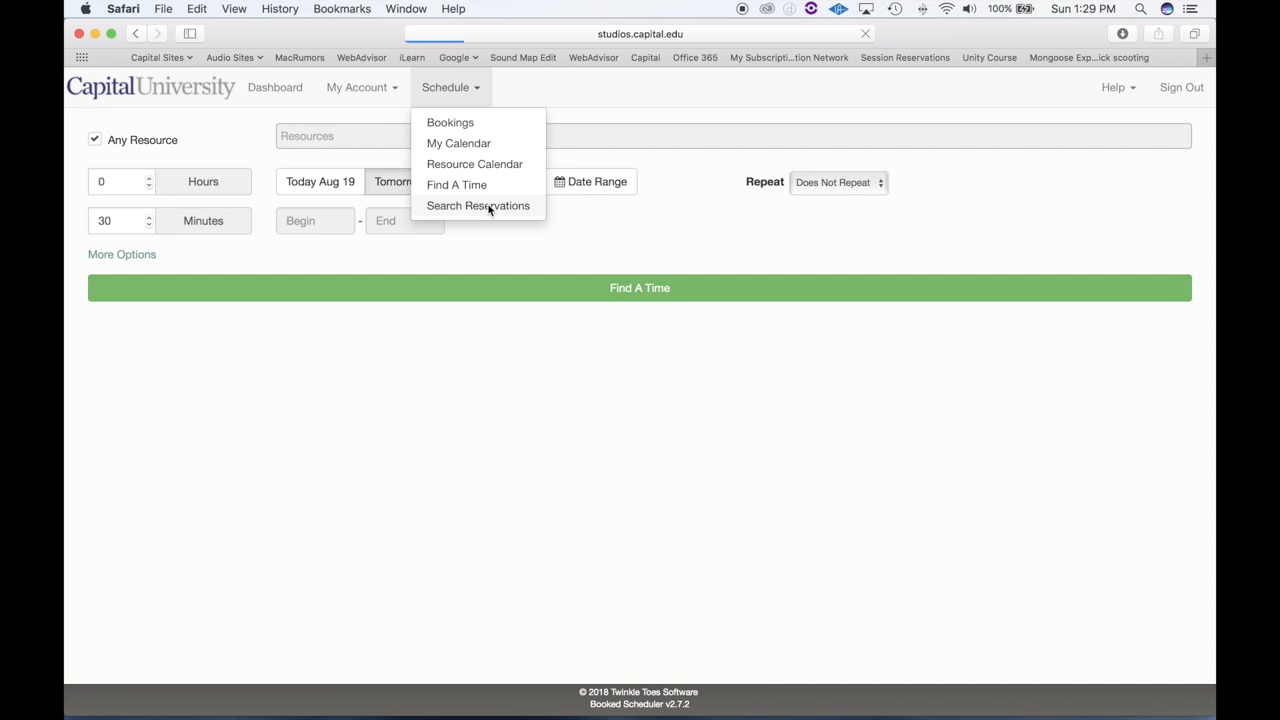 Safari File Edit View History Bookmarks Window Help 100% Sun 1:29 PM
studios.capital.edu
Capital Sites Audio Sites MacRumors WebAdvisor iLearn Google Sound Map Edit WebAdvisor Capital Office 365 My Subscripti...tion Network Session Reservations Unity Course Mongoose Exp...ick scooting
CapitalUniversity Dashboard My Account Schedule Help Sign Out
Bookings
Any Resource Resources
My Calendar
Resource Calendar
0 Hours Today Aug 19 Tomorr Find A Time Date Range Repeat Does Not Repeat
Search Reservations
30 Minutes Begin - End
More Options
Find A Time
© 2018 Twinkle Toes Software
Booked Scheduler v2.7.2